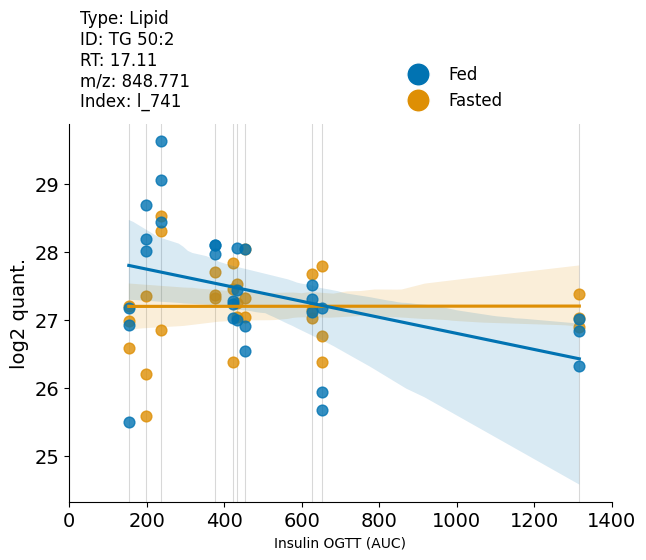 Type: Lipid
ID: TG 50:2
RT: 17.11
m/z: 848.771
Index: l_741
Fed
Fasted
29
28
27
26
25
log2 quant.
0 200 400 600 800 1000 1200 1400
Insulin OGTT (AUC)